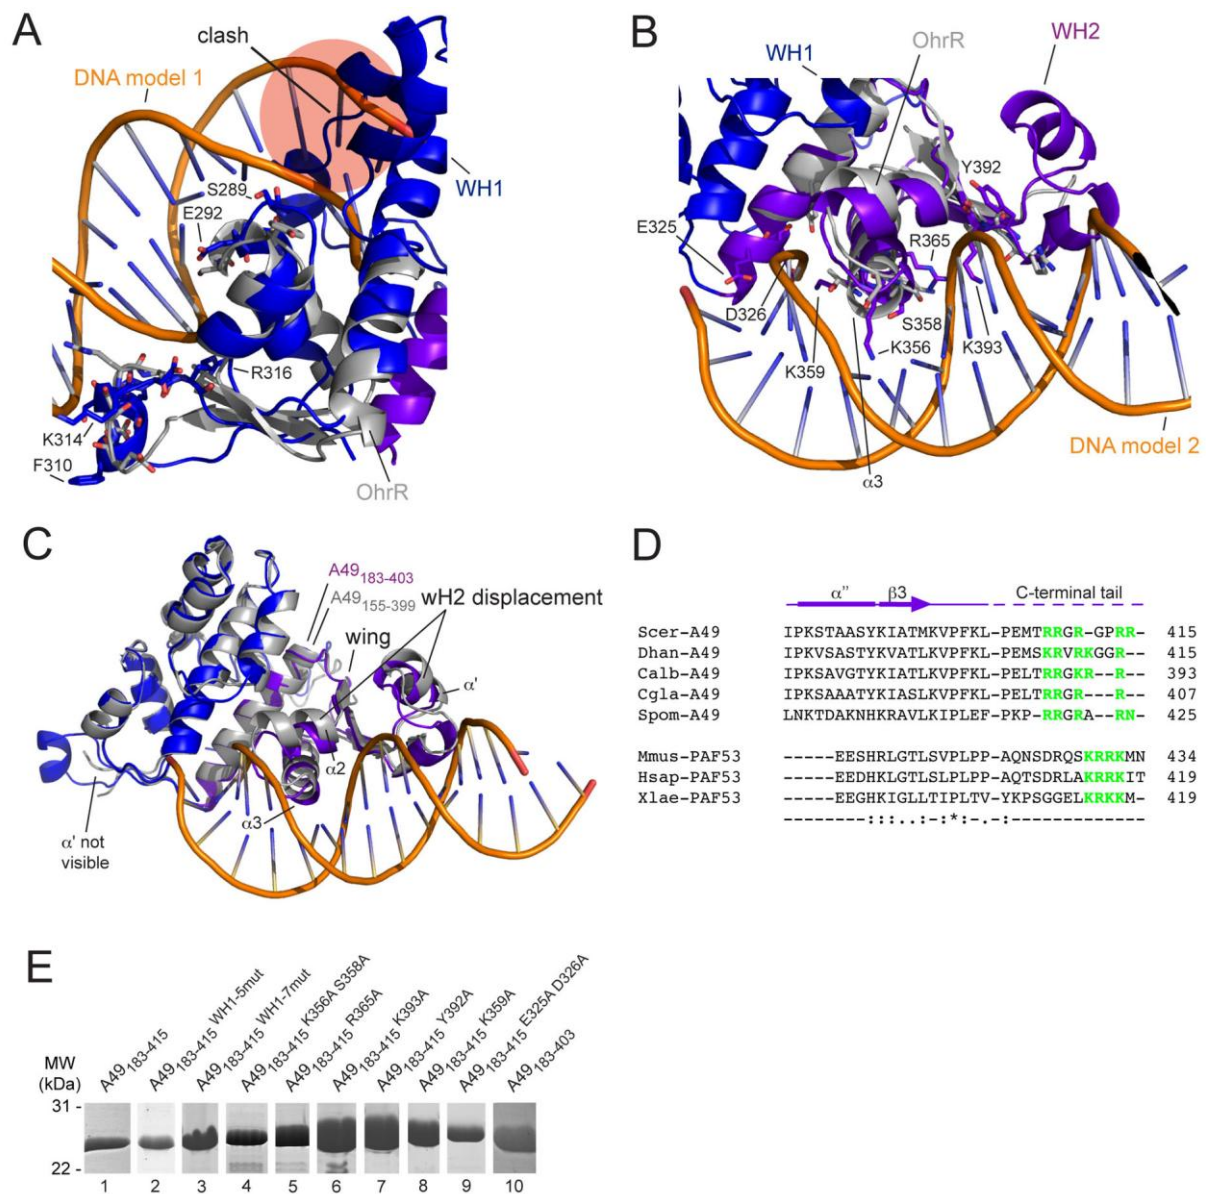 A
clash
DNA model 1
S289
E292
WH1
R316
K314
F310
OhrR
B
WH1
OhrR
WH2
Y392
E325
R365
D326
S358
K393
K359
K356
DNA model 2
α3
C
A49183-403
A49155-399
wH2 displacement
wing
α'
α2
α3
α' not
visible
D
α'' β3 C-terminal tail
Scer-A49 IPKSTAASYKIATMKVPFKL-PEMTRRGR-GPRR- 415
Dhan-A49 IPKVSASTYKVATLKVPFKL-PEMSKRVRKGGR- 415
Calb-A49 IPKSAVGTYKIATLKVPFKL-PELTRRGKR--R- 393
Cgla-A49 IPKSAAATYKIASLKVPFKL-PELTRRGR---R- 407
Spom-A49 LNKTDAKNHKRAVLKIPLEF-PKP-RRGRA--RN- 425
Mmus-PAF53 -----EESHRLGTLSVPLPP-AQNSDRQSKRRKMN 434
Hsap-PAF53 -----EEDHKLGTLSLPLPP-AQTSDRLAKRRKIT 419
Xlae-PAF53 -----EEGHKIGLLTIPLTV-YKPSGGELKRKKM- 419
----------:::..:-:*-.-:------------
E
A49183-415
A49183-415 WH1-5mut
A49183-415 WH1-7mut
A49183-415 K356A S358A
A49183-415 R365A
A49183-415 K393A
A49183-415 Y392A
A49183-415 K359A
A49183-415 E325A D326A
A49183-403
MW
(kDa)
31 -
22 -
1 2 3 4 5 6 7 8 9 10